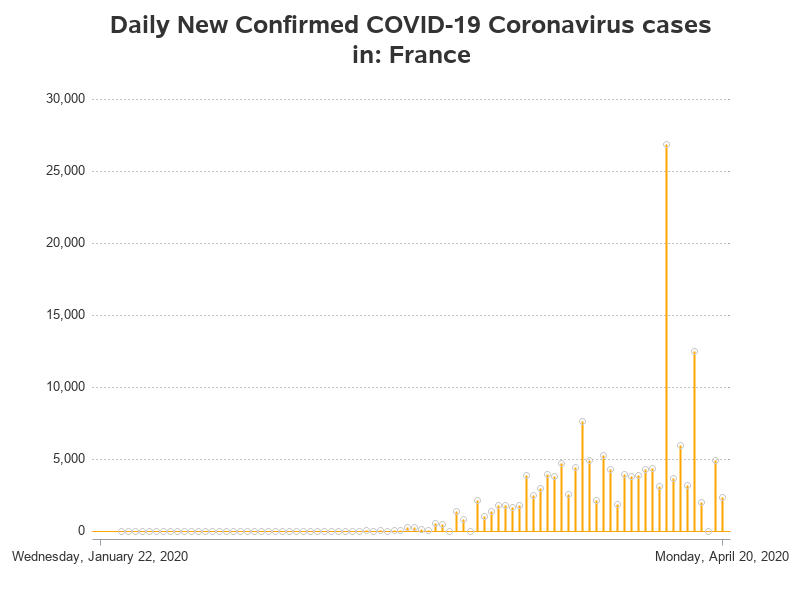 Daily New Confirmed COVID-19 Coronavirus cases
in: France
30,000
25,000
20,000
15,000
10,000
5,000
0
Wednesday, January 22, 2020
Monday, April 20, 2020